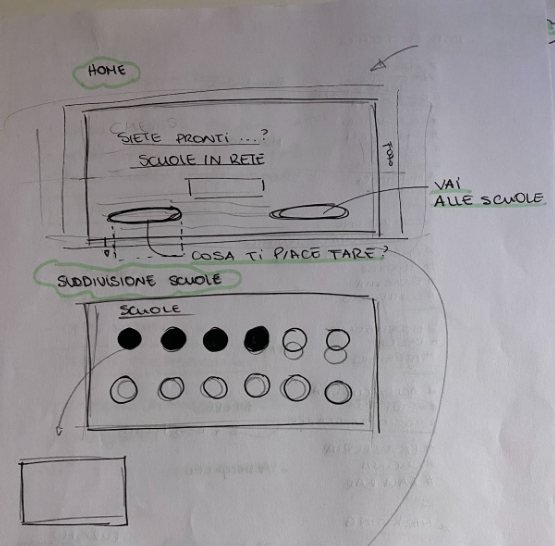 HOME
SIETE PRONTI ...?
SCUOLE IN RETE
FOTO
VAI
ALLE SCUOLE
COSA TI PIACE FARE?
SUDDIVISIONE SCUOLE
SCUOLE